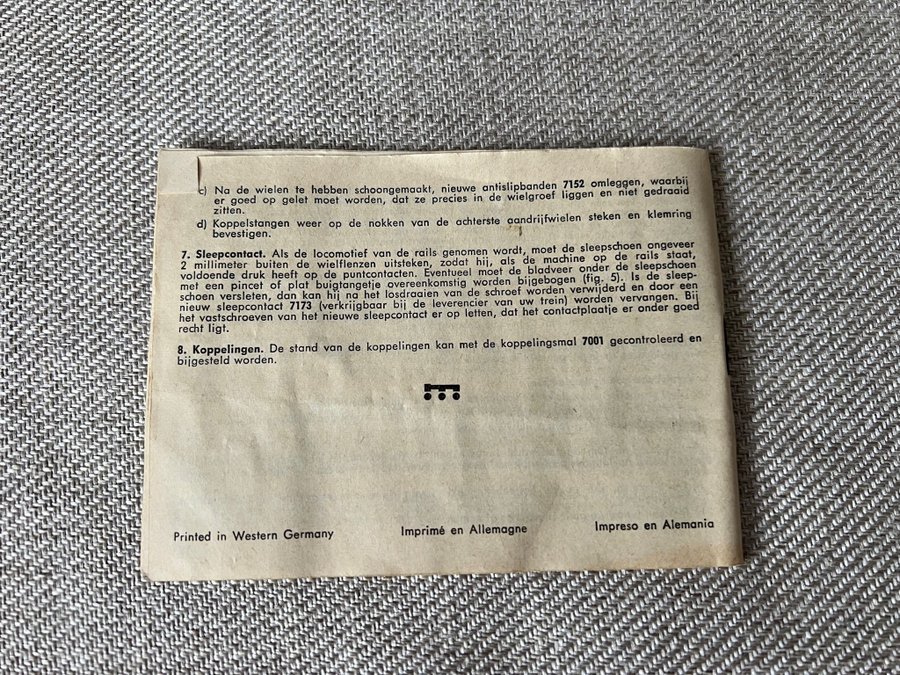 c) Na de wielen te hebben schoongemaakt, nieuwe antislipbanden 7152 omleggen, waarbij
er goed op gelet moet worden, dat ze precies in de wielgroef liggen en niet gedraaid
zitten.
d) Koppelstangen weer op de nokken van de achterste aandrijfwielen steken en klemring
bevestigen.
7. Sleepcontact. Als de locomotief van de rails genomen wordt, moet de sleepschoen ongeveer
2 millimeter buiten de wielflenzen uitsteken, zodat hij, als de machine op de rails staat,
voldoende druk heeft op de puntcontacten. Eventueel moet de bladveer onder de sleepschoen
met een pincet of plat buigtangetje overeenkomstig worden bijgebogen (fig. 5). Is de sleep-
schoen versleten, dan kan hij na het losdraaien van de schroef worden verwijderd en door een
nieuw sleepcontact 7173 (verkrijgbaar bij de leverancier van uw trein) worden vervangen. Bij
het vastschroeven van het nieuwe sleepcontact er op letten, dat het contactplaatje er onder goed
recht ligt.
8. Koppelingen. De stand van de koppelingen kan met de koppelingsmal 7001 gecontroleerd en
bijgesteld worden.
Printed in Western Germany Imprimé en Allemagne Impreso en Alemania